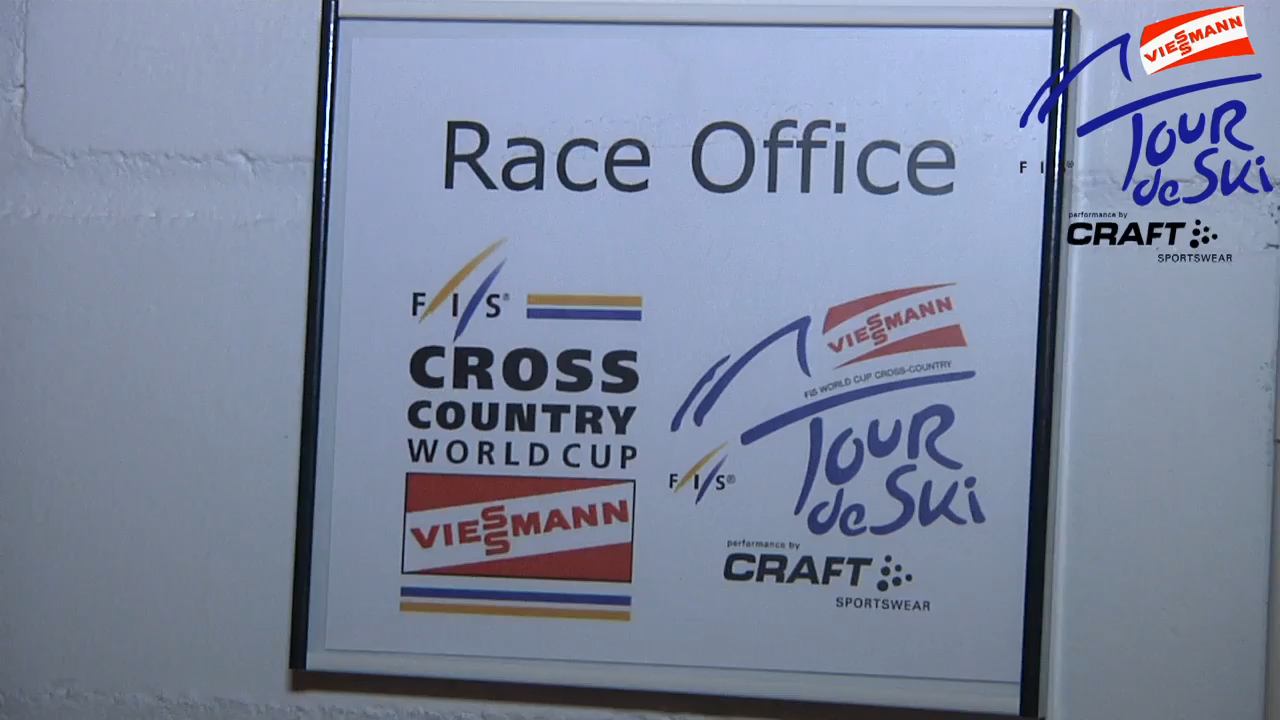 Race Office
FIS®
CROSS
COUNTRY
WORLD CUP
VIESSMANN
VIESSMANN
FIS WORLD CUP CROSS-COUNTRY
TOUR
de SKi
FIS®
performance by
CRAFT
SPORTSWEAR
VIESSMANN
TOUR
de SKi
FIS®
performance by
CRAFT
SPORTSWEAR